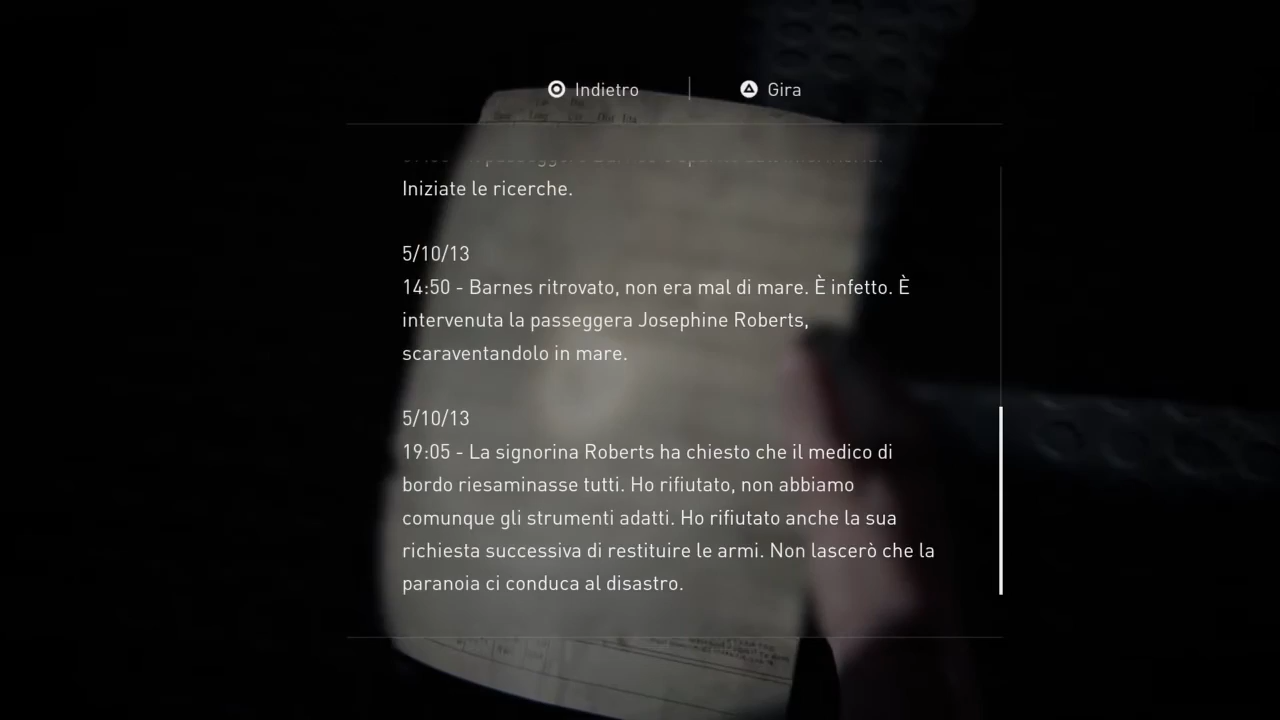 Indietro
Gira
Iniziate le ricerche.
5/10/13
14:50 - Barnes ritrovato, non era mal di mare. È infetto. È
intervenuta la passeggera Josephine Roberts,
scaraventandolo in mare.
5/10/13
19:05 - La signorina Roberts ha chiesto che il medico di
bordo riesaminasse tutti. Ho rifiutato, non abbiamo
comunque gli strumenti adatti. Ho rifiutato anche la sua
richiesta successiva di restituire le armi. Non lascerò che la
paranoia ci conduca al disastro.